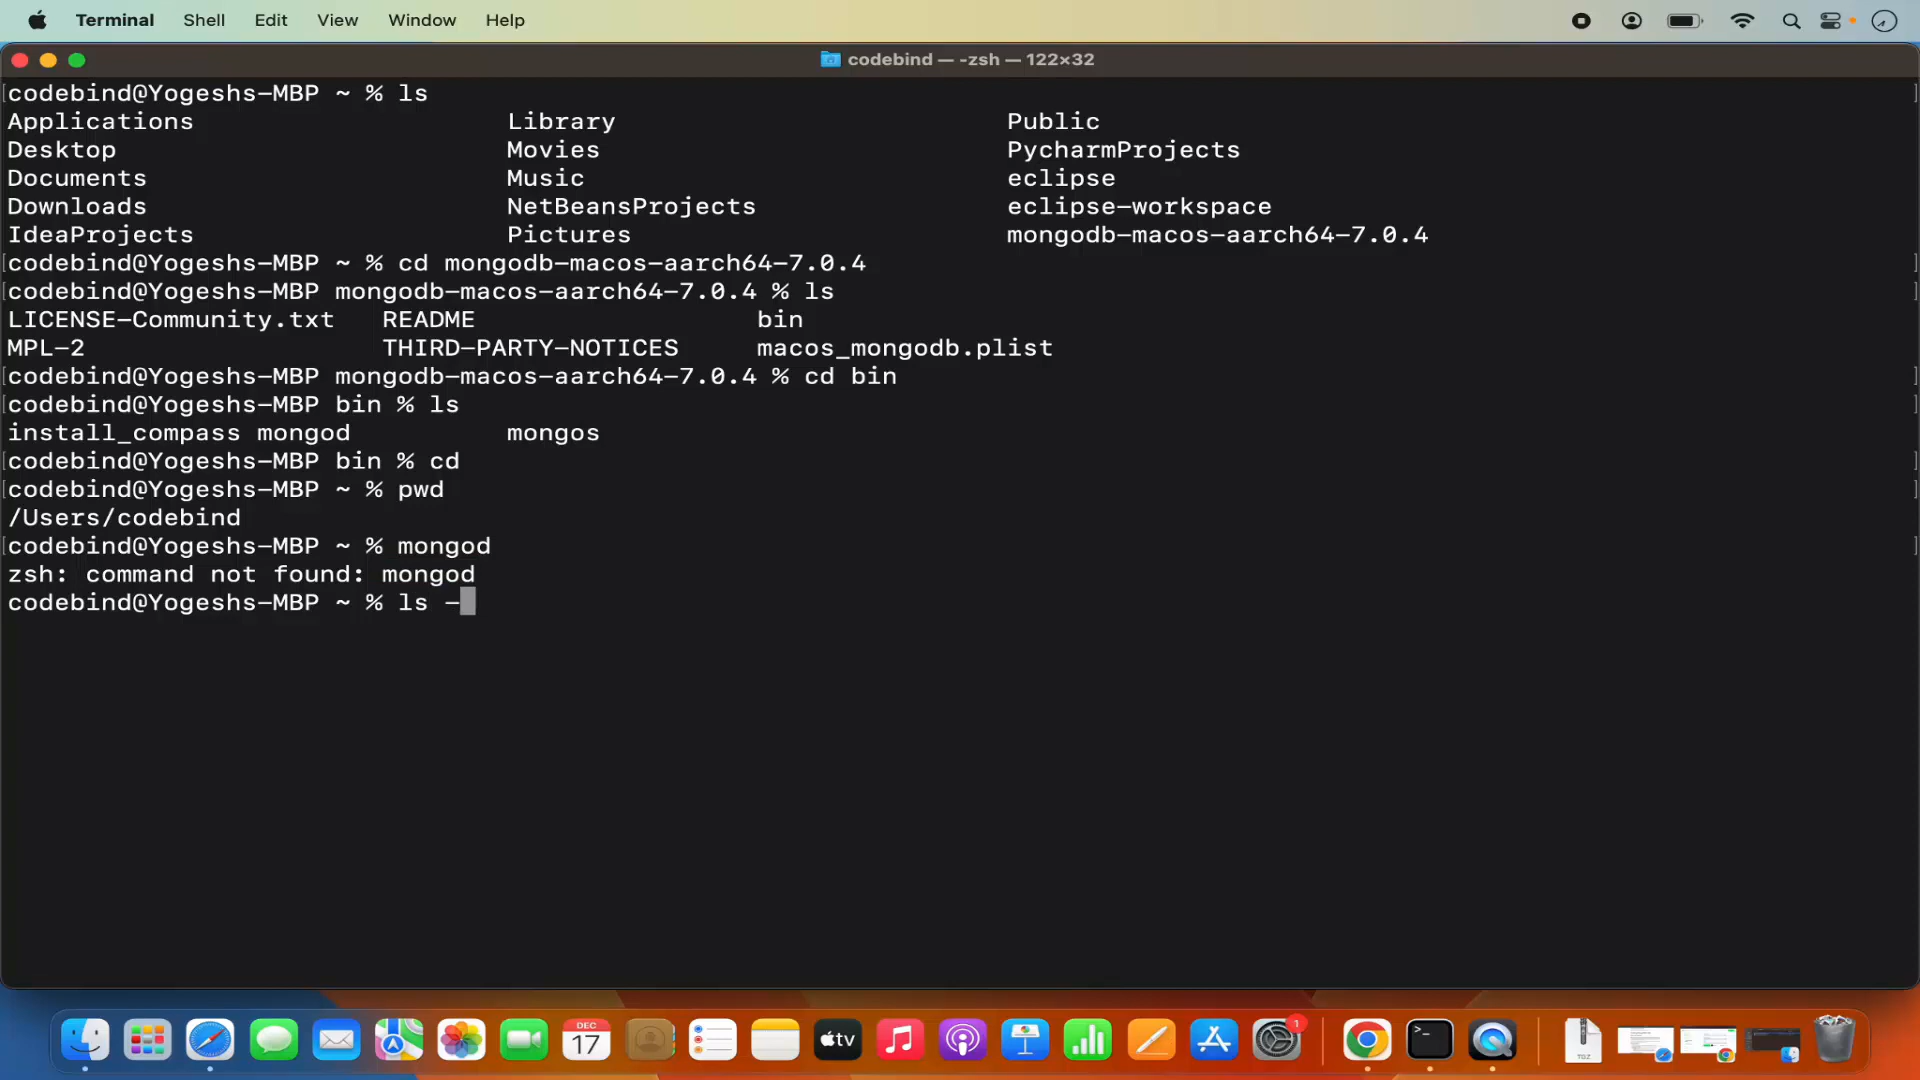 Terminal Shell Edit View Window Help
codebind — -zsh — 122×32
codebind@Yogeshs-MBP ~ % ls
Applications Library Public
Desktop Movies PycharmProjects
Documents Music eclipse
Downloads NetBeansProjects eclipse-workspace
IdeaProjects Pictures mongodb-macos-aarch64-7.0.4
codebind@Yogeshs-MBP ~ % cd mongodb-macos-aarch64-7.0.4
codebind@Yogeshs-MBP mongodb-macos-aarch64-7.0.4 % ls
LICENSE-Community.txt README bin
MPL-2 THIRD-PARTY-NOTICES macos_mongodb.plist
codebind@Yogeshs-MBP mongodb-macos-aarch64-7.0.4 % cd bin
codebind@Yogeshs-MBP bin % ls
install_compass mongod mongos
codebind@Yogeshs-MBP bin % cd
codebind@Yogeshs-MBP ~ % pwd
/Users/codebind
codebind@Yogeshs-MBP ~ % mongod
zsh: command not found: mongod
codebind@Yogeshs-MBP ~ % ls -
DEC
17
tv
1
>_
TGZ